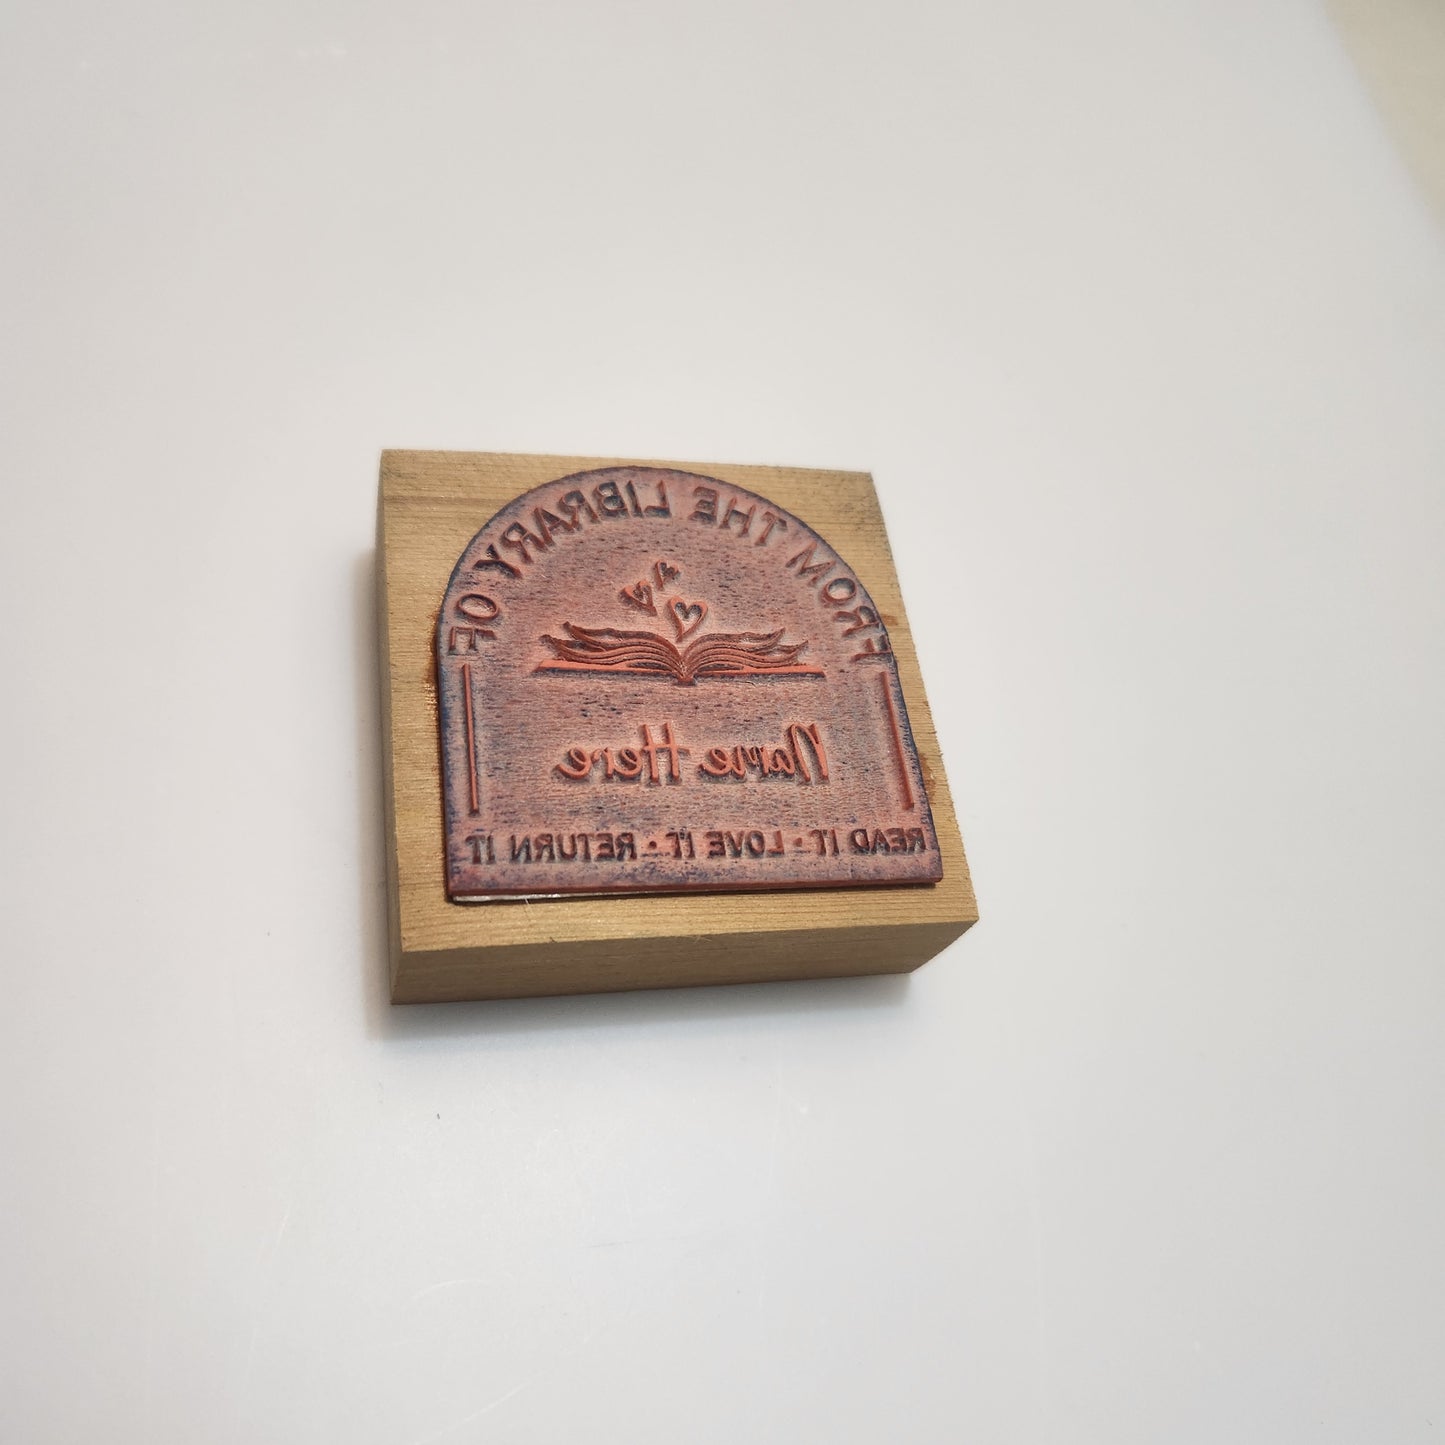 FROM THE LIBRARY OF
Name Here
READ IT • LOVE IT • RETURN IT